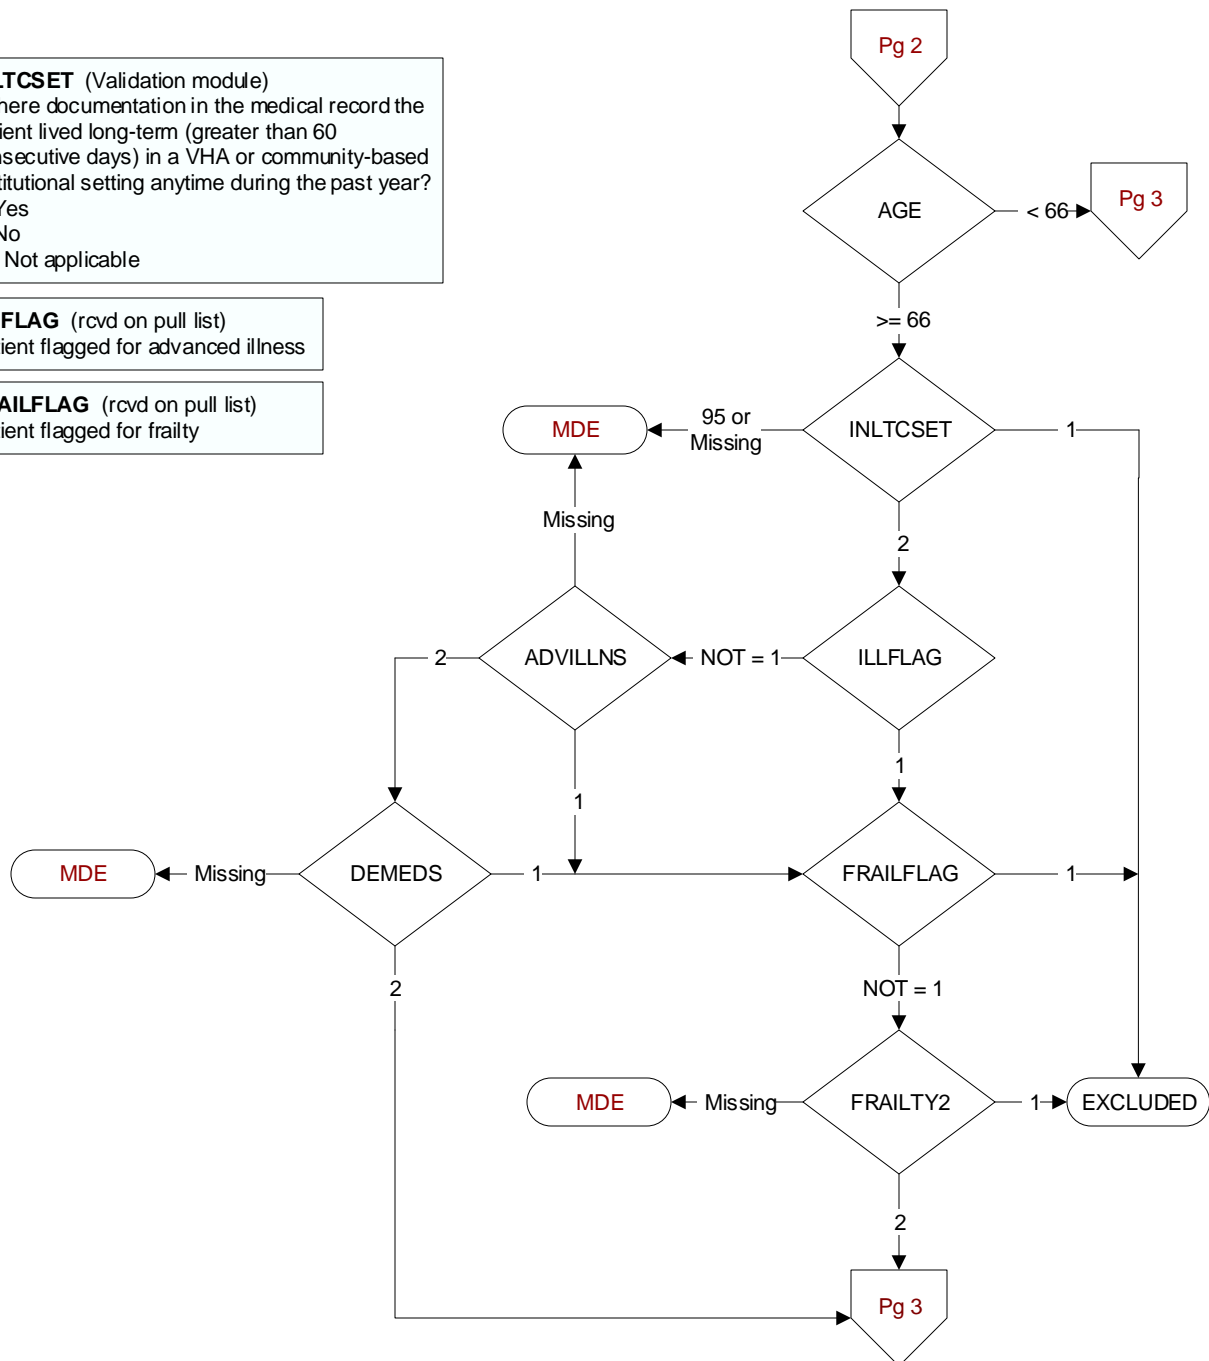 Pg 2
LTCSET (Validation module)
here documentation in the medical record the
ient lived long-term (greater than 60
nsecutive days) in a VHA or community-based
titutional setting anytime during the past year?
Yes
No
Not applicable
AGE
< 66
Pg 3
FLAG (rcvd on pull list)
ient flagged for advanced illness
>= 66
AILFLAG (rcvd on pull list)
ient flagged for frailty
MDE
95 or
Missing
INLTCSET
1
Missing
2
2
ADVILLNS
NOT = 1
ILLFLAG
1
1
MDE
Missing
DEMEDS
1
FRAILFLAG
1
2
NOT = 1
MDE
Missing
FRAILTY2
1
EXCLUDED
2
Pg 3